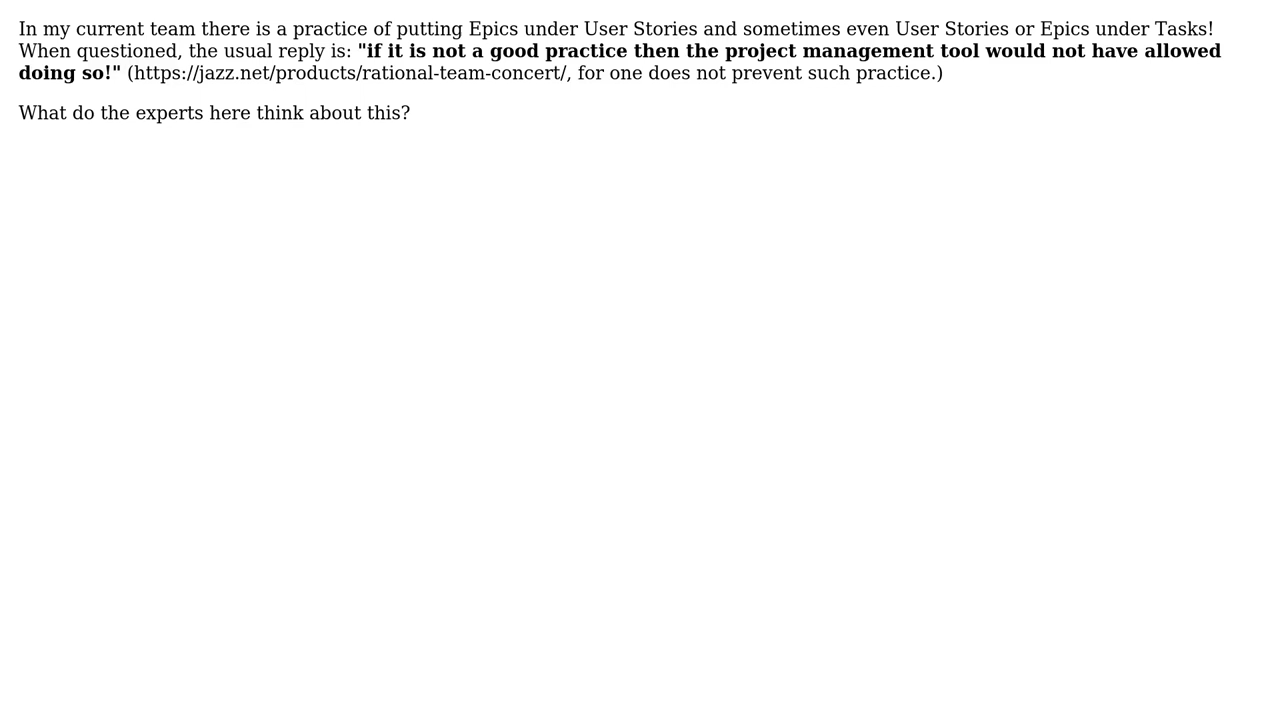 In my current team there is a practice of putting Epics under User Stories and sometimes even User Stories or Epics under Tasks!
When questioned, the usual reply is: "if it is not a good practice then the project management tool would not have allowed
doing so!" (https://jazz.net/products/rational-team-concert/, for one does not prevent such practice.)
What do the experts here think about this?